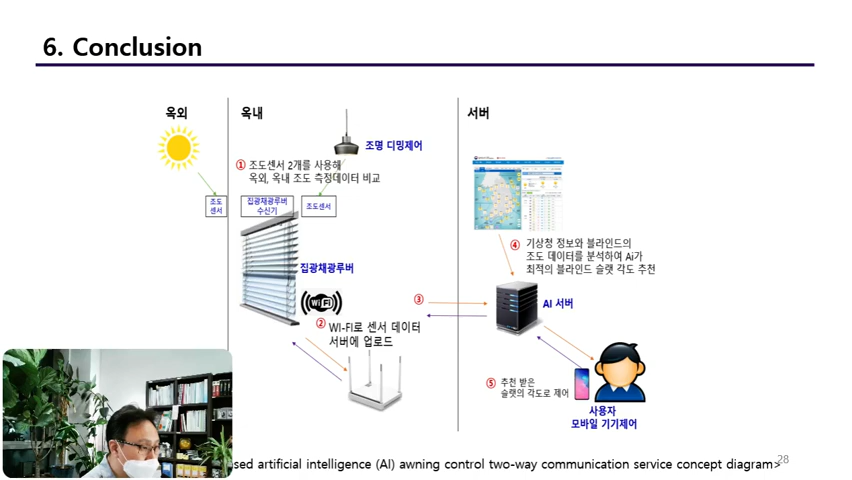 6. Conclusion
옥외
옥내
서버
조명 디밍제어
① 조도센서 2개를 사용해
옥외, 옥내 조도 측정데이터 비교
조도
센서
집광채광루버
수신기
조도센서
집광채광루버
WiFi
② WI-FI로 센서 데이터
서버에 업로드
③
④ 기상청 정보와 블라인드의
조도 데이터를 분석하여 Ai가
최적의 블라인드 슬랫 각도 추천
AI 서버
⑤ 추천 받은
슬랫의 각도로 제어
사용자
모바일 기기제어
sed artificial intelligence (AI) awning control two-way communication service concept diagram>
28